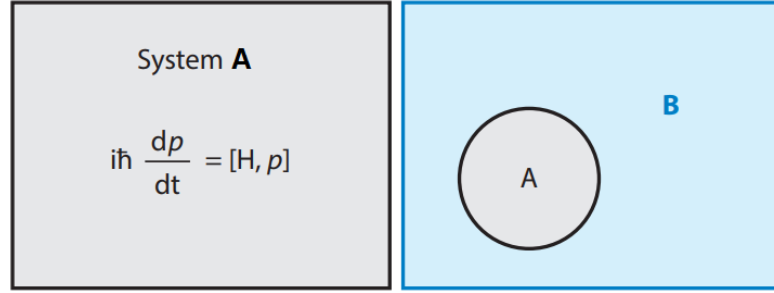 System A
iħ dp/dt = [H, p]
B
A